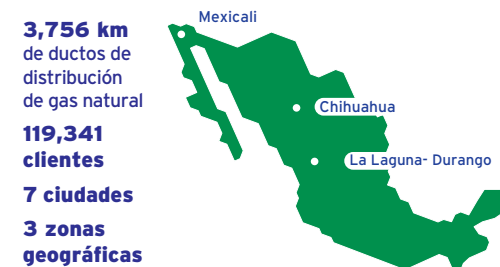 3,756 km
de ductos de
distribución
de gas natural
119,341
clientes
7 ciudades
3 zonas
geográficas
Mexicali
Chihuahua
La Laguna- Durango